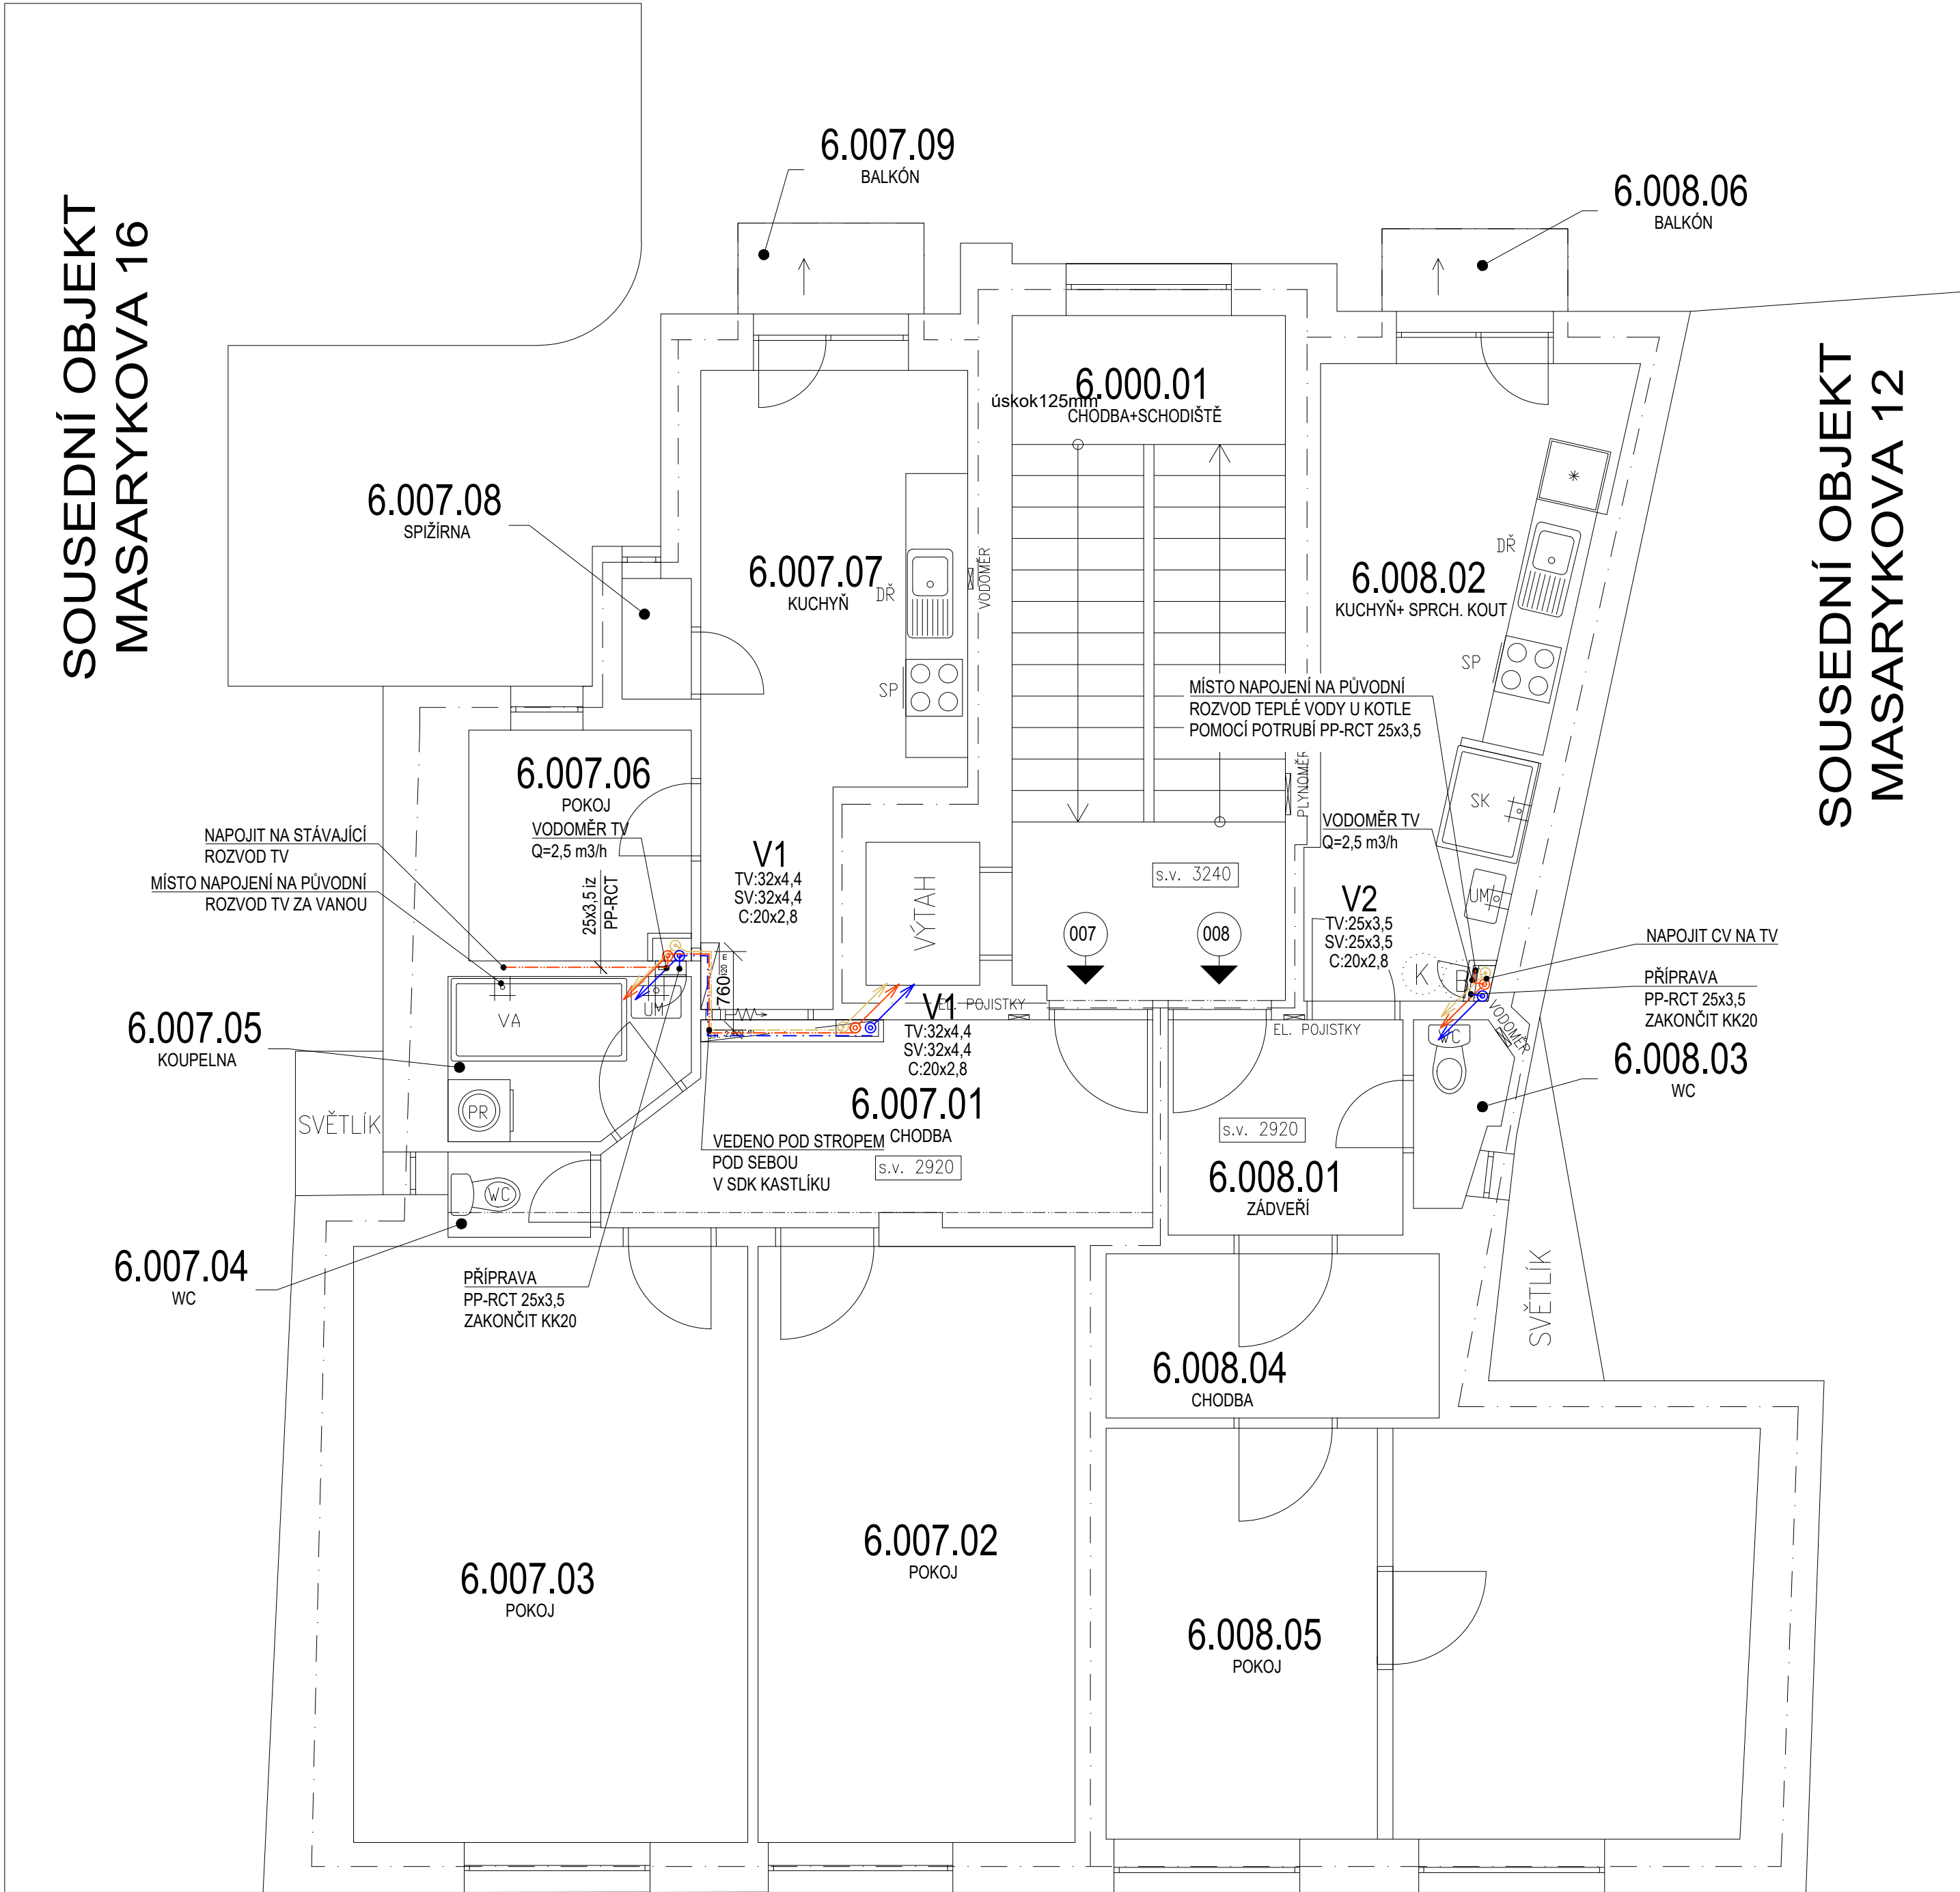 SOUSEDNÍ OBJEKT
MASARYKOVA 16
6.007.09
BALKÓN
6.008.06
BALKÓN
SOUSEDNÍ OBJEKT
MASARYKOVA 12
6.000.01
úskok125mm
CHODBA+SCHODIŠTĚ
6.007.08
SPIŽÍRNA
6.007.07
KUCHYŇ
DŘ
VODOMĚR
SP
6.008.02
KUCHYŇ+ SPRCH. KOUT
DŘ
SP
MÍSTO NAPOJENÍ NA PŮVODNÍ
ROZVOD TEPLÉ VODY U KOTLE
POMOCÍ POTRUBÍ PP-RCT 25x3,5
PLYNOMĚR
SK
6.007.06
POKOJ
VODOMĚR TV
Q=2,5 m3/h
25x3,5 iz
PP-RCT
NAPOJIT NA STÁVAJÍCÍ
ROZVOD TV
MÍSTO NAPOJENÍ NA PŮVODNÍ
ROZVOD TV ZA VANOU
V1
TV:32x4,4
SV:32x4,4
C:20x2,8
VÝTAH
s.v. 3240
007
008
VODOMĚR TV
Q=2,5 m3/h
UM
V2
TV:25x3,5
SV:25x3,5
C:20x2,8
K
B
NAPOJIT CV NA TV
PŘÍPRAVA
PP-RCT 25x3,5
ZAKONČIT KK20
VODOMĚR
WC
6.008.03
WC
760
UM
VA
6.007.05
KOUPELNA
PR
SVĚTLÍK
EL. POJISTKY
V1
TV:32x4,4
SV:32x4,4
C:20x2,8
EL. POJISTKY
6.007.01
CHODBA
s.v. 2920
VEDENO POD STROPEM
POD SEBOU
V SDK KASTLÍKU
s.v. 2920
6.008.01
ZÁDVEŘÍ
WC
6.007.04
WC
PŘÍPRAVA
PP-RCT 25x3,5
ZAKONČIT KK20
SVĚTLÍK
6.008.04
CHODBA
6.007.03
POKOJ
6.007.02
POKOJ
6.008.05
POKOJ